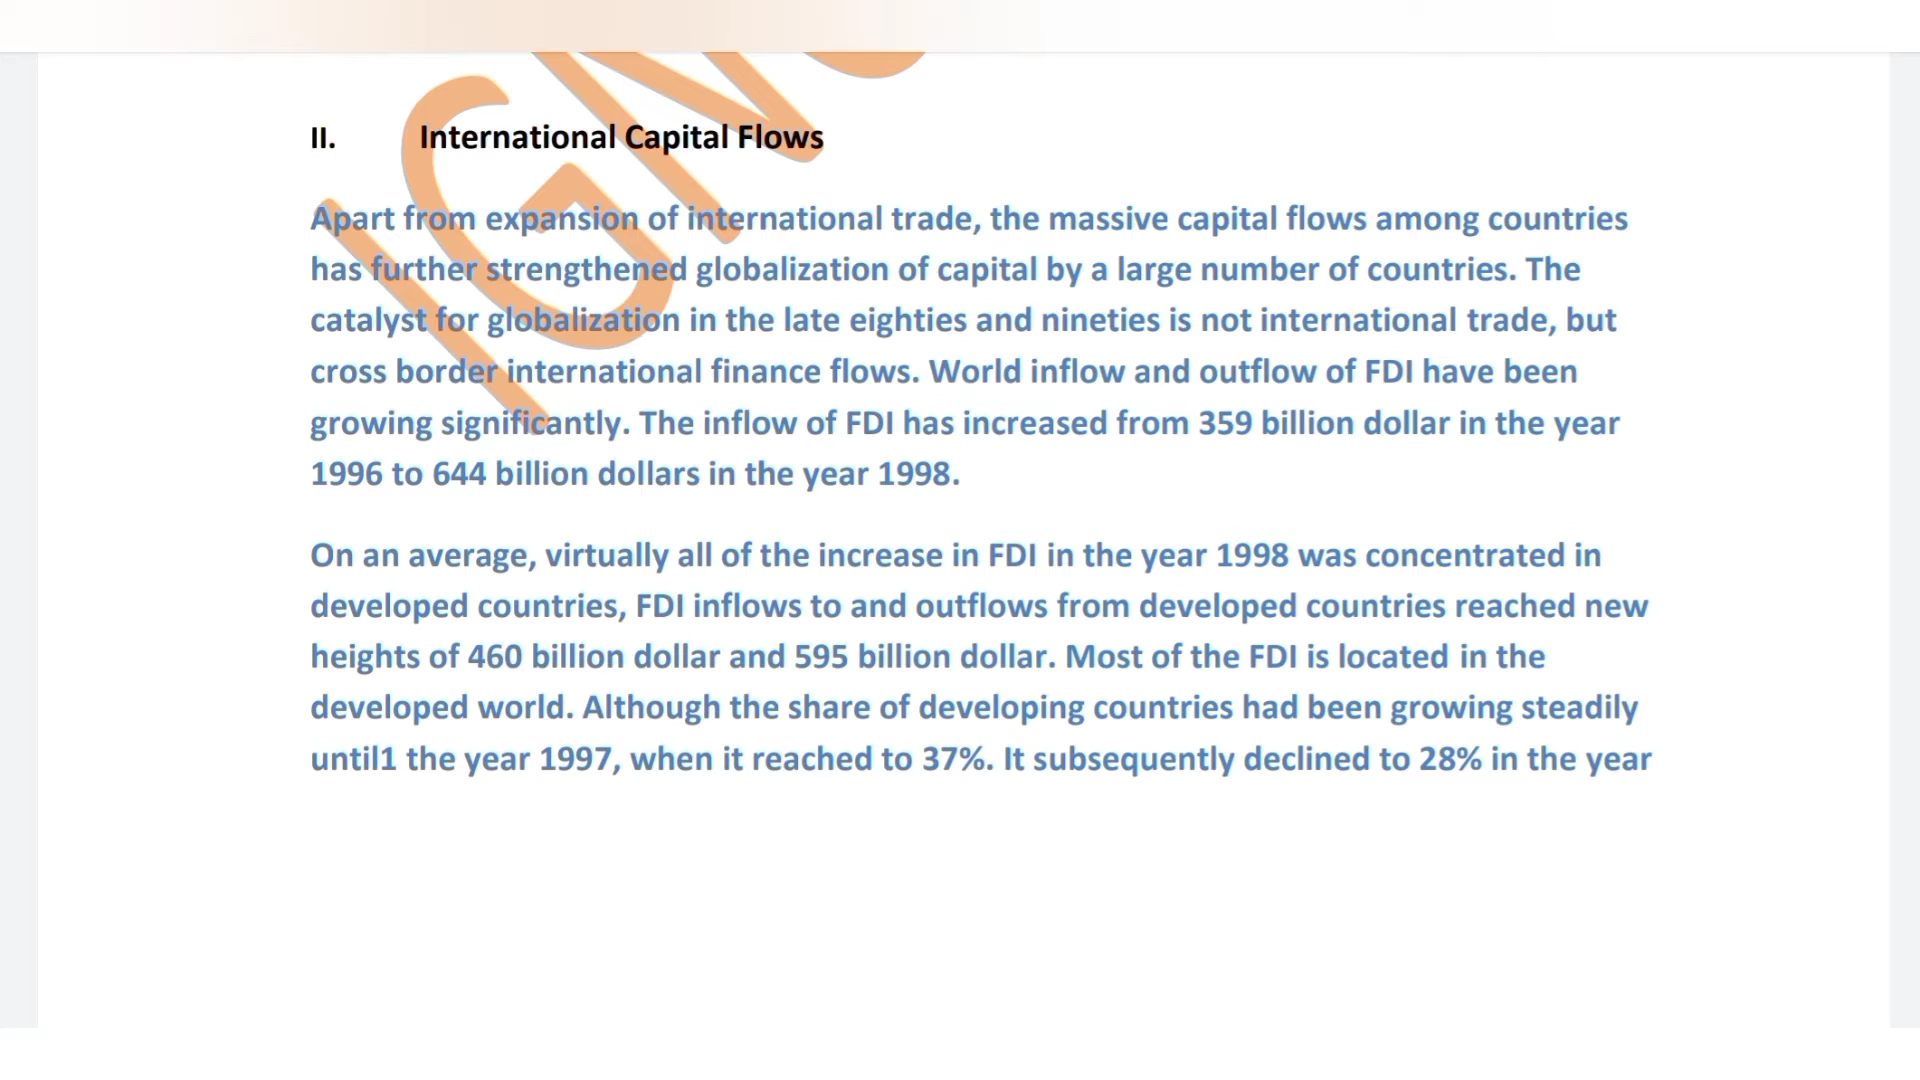 II. International Capital Flows
Apart from expansion of international trade, the massive capital flows among countries
has further strengthened globalization of capital by a large number of countries. The
catalyst for globalization in the late eighties and nineties is not international trade, but
cross border international finance flows. World inflow and outflow of FDI have been
growing significantly. The inflow of FDI has increased from 359 billion dollar in the year
1996 to 644 billion dollars in the year 1998.
On an average, virtually all of the increase in FDI in the year 1998 was concentrated in
developed countries, FDI inflows to and outflows from developed countries reached new
heights of 460 billion dollar and 595 billion dollar. Most of the FDI is located in the
developed world. Although the share of developing countries had been growing steadily
until1 the year 1997, when it reached to 37%. It subsequently declined to 28% in the year